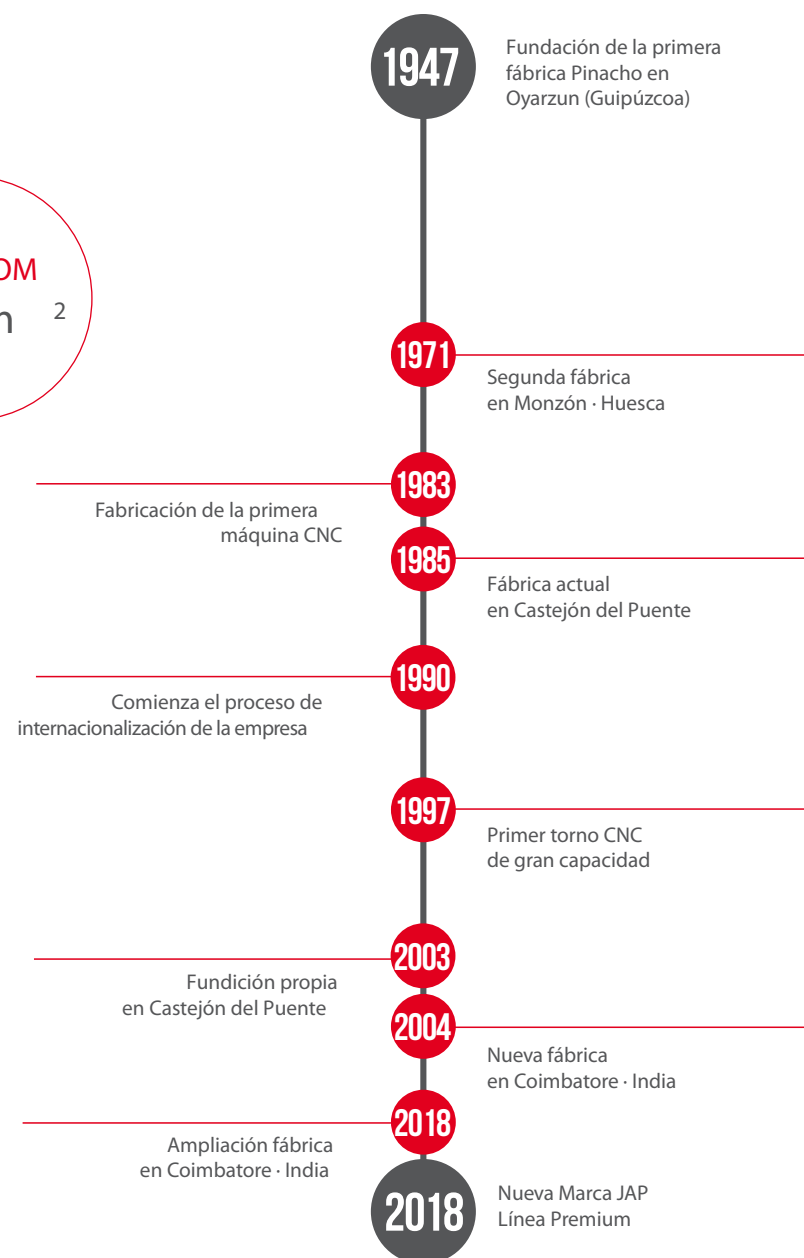 1947
Fundación de la primera
fábrica Pinacho en
Oyarzun (Guipúzcoa)
2
1971
Segunda fábrica
en Monzón · Huesca
1983
Fabricación de la primera
máquina CNC
1985
Fábrica actual
en Castejón del Puente
1990
Comienza el proceso de
internacionalización de la empresa
1997
Primer torno CNC
de gran capacidad
2003
Fundición propia
en Castejón del Puente
2004
Nueva fábrica
en Coimbatore · India
2018
Ampliación fábrica
en Coimbatore · India
2018
Nueva Marca JAP
Línea Premium